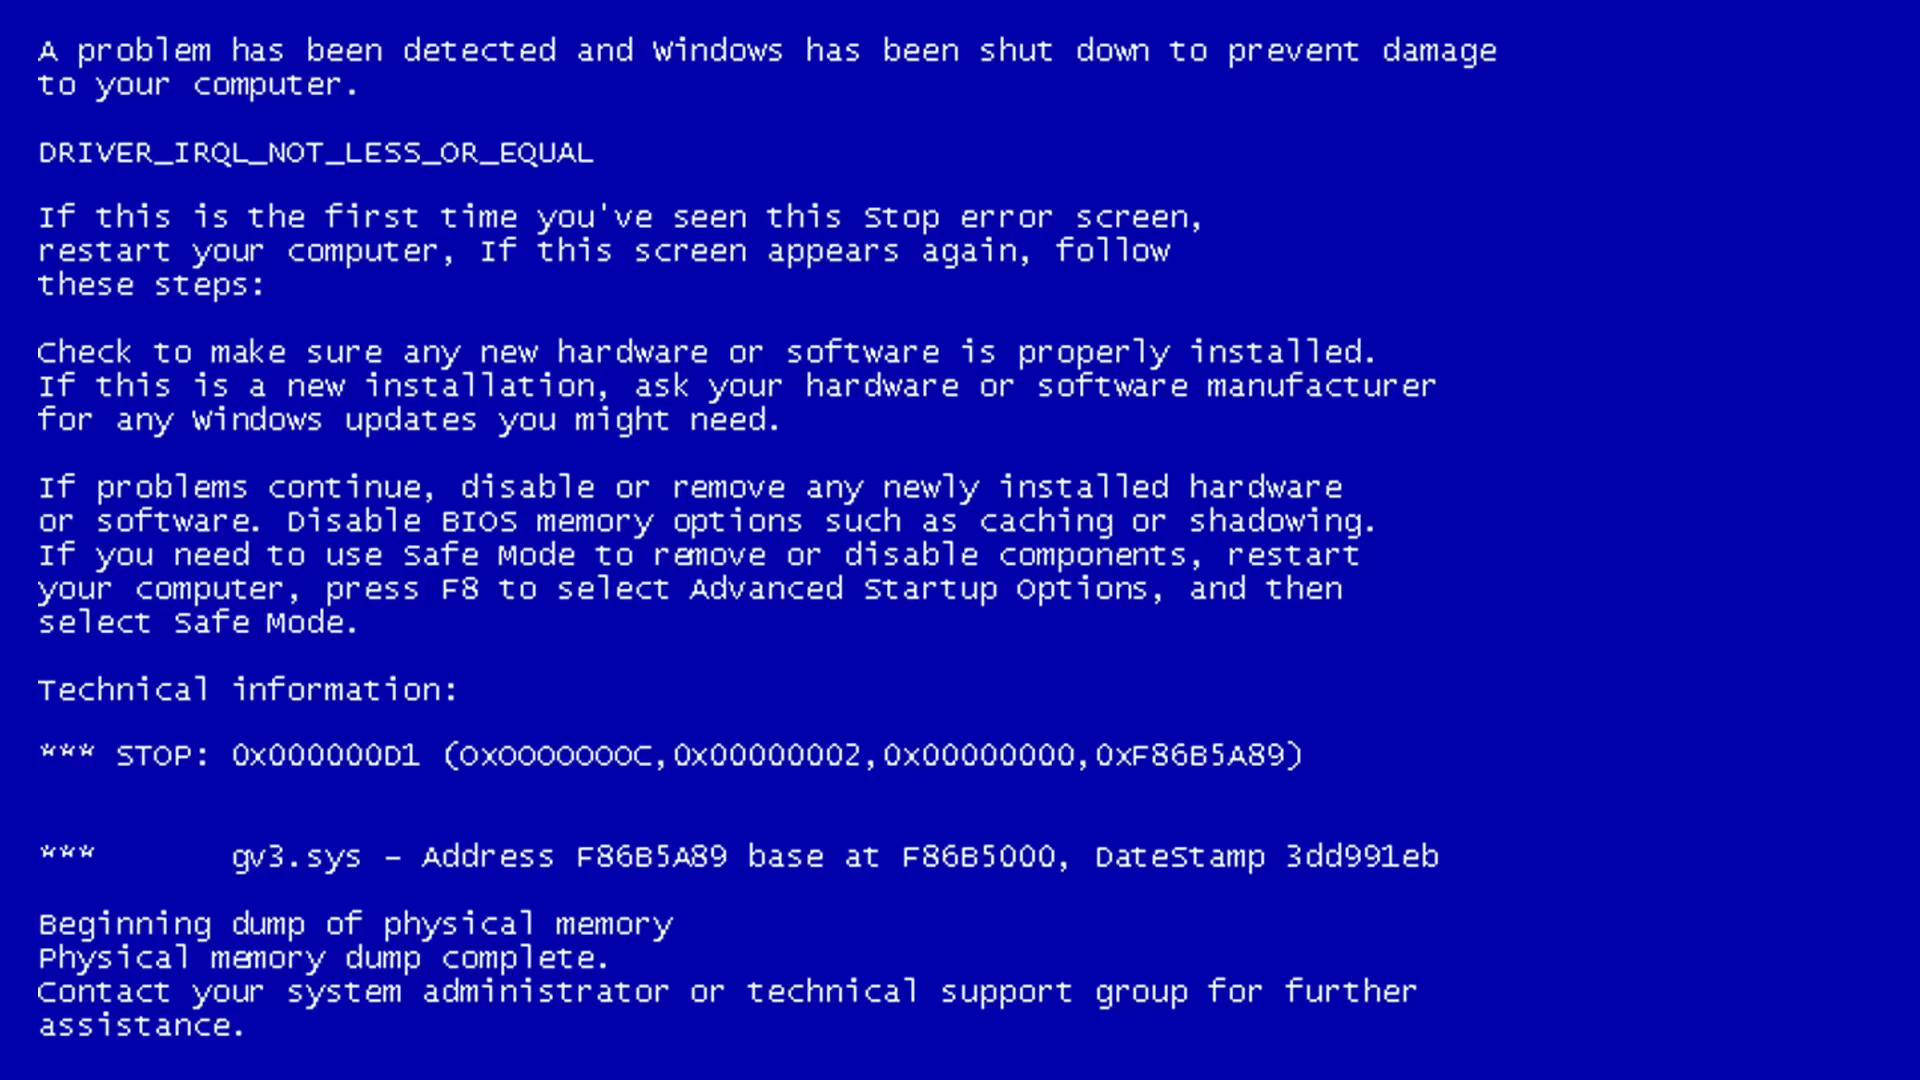 A problem has been detected and Windows has been shut down to prevent damage
to your computer.
DRIVER_IRQL_NOT_LESS_OR_EQUAL
If this is the first time you've seen this Stop error screen,
restart your computer, If this screen appears again, follow
these steps:
Check to make sure any new hardware or software is properly installed.
If this is a new installation, ask your hardware or software manufacturer
for any Windows updates you might need.
If problems continue, disable or remove any newly installed hardware
or software. Disable BIOS memory options such as caching or shadowing.
If you need to use Safe Mode to remove or disable components, restart
your computer, press F8 to select Advanced Startup Options, and then
select Safe Mode.
Technical information:
*** STOP: 0x000000D1 (OxOOOOOOOC,0x00000002,0x00000000,0xF86B5A89)
*** gv3.sys – Address F86B5A89 base at F86B5000, DateStamp 3dd991eb
Beginning dump of physical memory
Physical memory dump complete.
Contact your system administrator or technical support group for further
assistance.